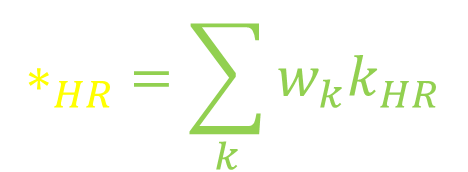 *_{HR} = \sum_{k} w_k k_{HR}